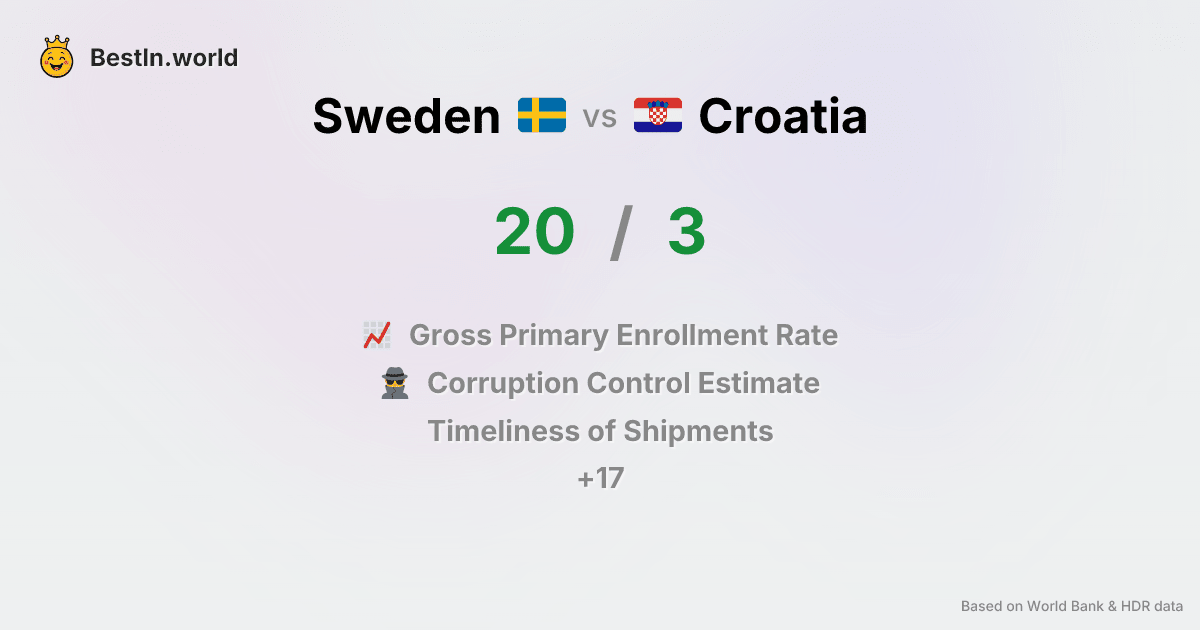 BestIn.world
Sweden vs Croatia
20 / 3
Gross Primary Enrollment Rate
Corruption Control Estimate
Timeliness of Shipments
+17
Based on World Bank & HDR data